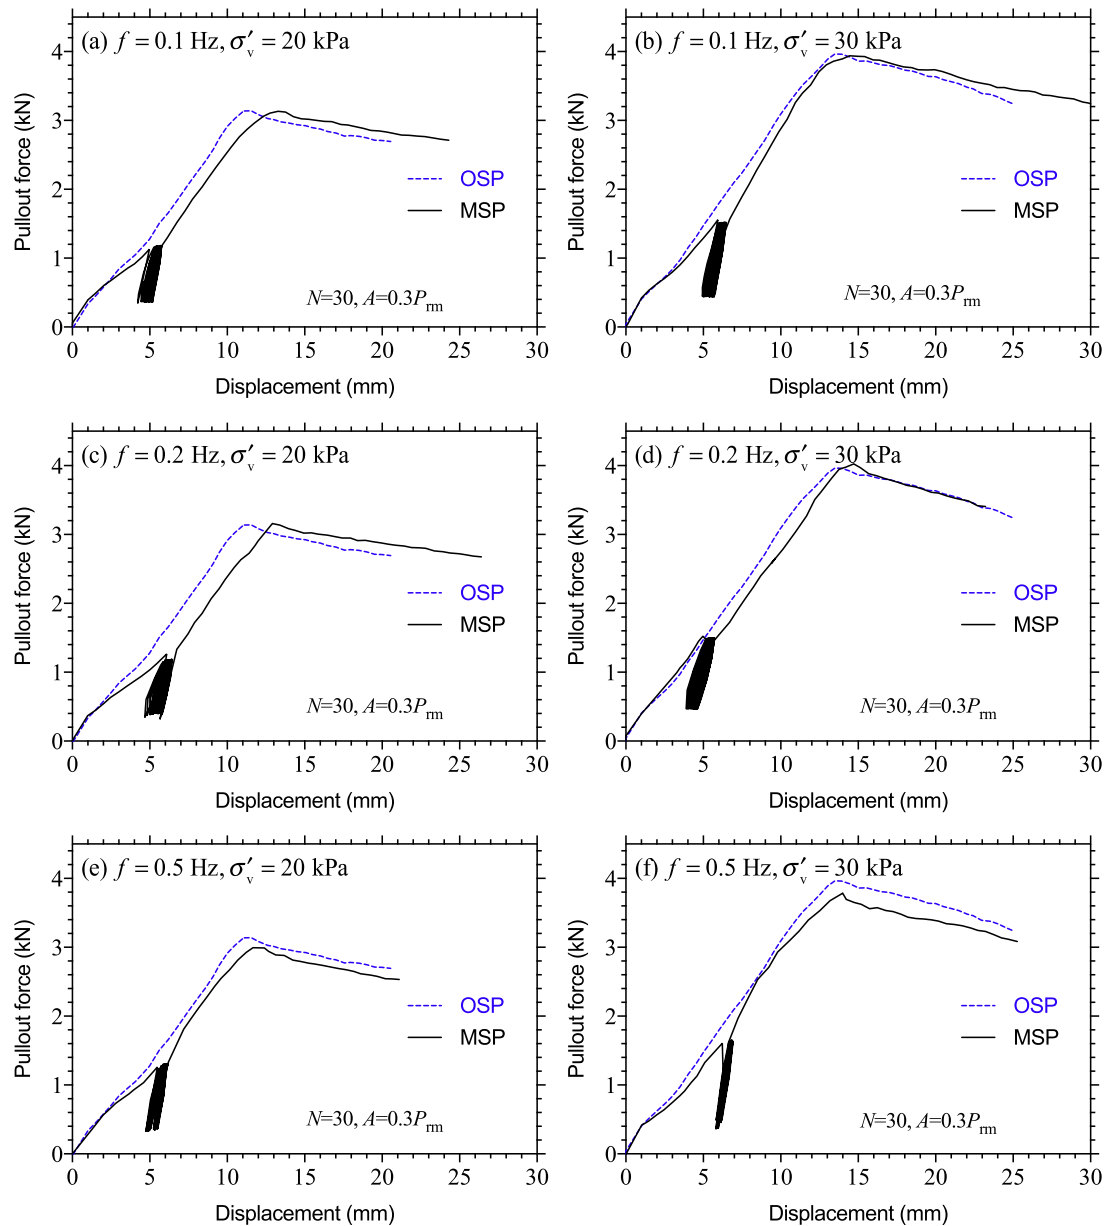 (a) f = 0.1 Hz, σ′v = 20 kPa
Pullout force (kN)
4
3
2
1
0
OSP
MSP
N=30, A=0.3Prm
0 5 10 15 20 25 30
Displacement (mm)
(b) f = 0.1 Hz, σ′v = 30 kPa
Pullout force (kN)
4
3
2
1
0
OSP
MSP
N=30, A=0.3Prm
0 5 10 15 20 25 30
Displacement (mm)
(c) f = 0.2 Hz, σ′v = 20 kPa
Pullout force (kN)
4
3
2
1
0
OSP
MSP
N=30, A=0.3Prm
0 5 10 15 20 25 30
Displacement (mm)
(d) f = 0.2 Hz, σ′v = 30 kPa
Pullout force (kN)
4
3
2
1
0
OSP
MSP
N=30, A=0.3Prm
0 5 10 15 20 25 30
Displacement (mm)
(e) f = 0.5 Hz, σ′v = 20 kPa
Pullout force (kN)
4
3
2
1
0
OSP
MSP
N=30, A=0.3Prm
0 5 10 15 20 25 30
Displacement (mm)
(f) f = 0.5 Hz, σ′v = 30 kPa
Pullout force (kN)
4
3
2
1
0
OSP
MSP
N=30, A=0.3Prm
0 5 10 15 20 25 30
Displacement (mm)